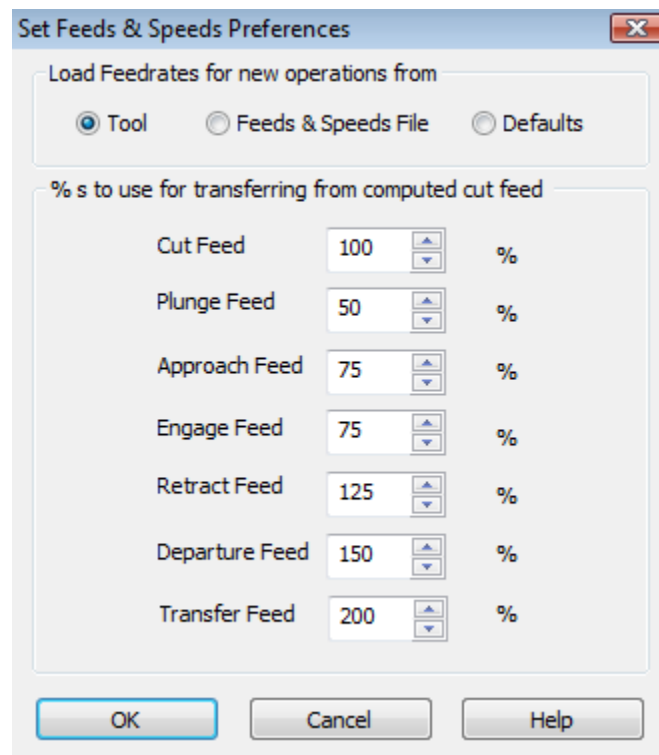 Set Feeds & Speeds Preferences
Load Feedrates for new operations from
Tool Feeds & Speeds File Defaults
% s to use for transferring from computed cut feed
Cut Feed 100 %
Plunge Feed 50 %
Approach Feed 75 %
Engage Feed 75 %
Retract Feed 125 %
Departure Feed 150 %
Transfer Feed 200 %
OK Cancel Help